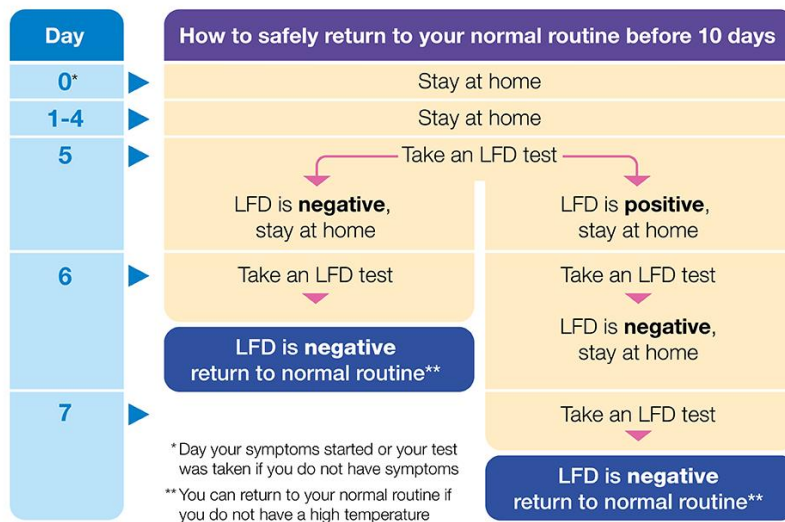 Day
How to safely return to your normal routine before 10 days
0*
Stay at home
1-4
Stay at home
5
Take an LFD test
LFD is negative,
stay at home
LFD is positive,
stay at home
6
Take an LFD test
LFD is negative
return to normal routine**
Take an LFD test
LFD is negative,
stay at home
7
Take an LFD test
LFD is negative
return to normal routine**
* Day your symptoms started or your test
was taken if you do not have symptoms
** You can return to your normal routine if
you do not have a high temperature